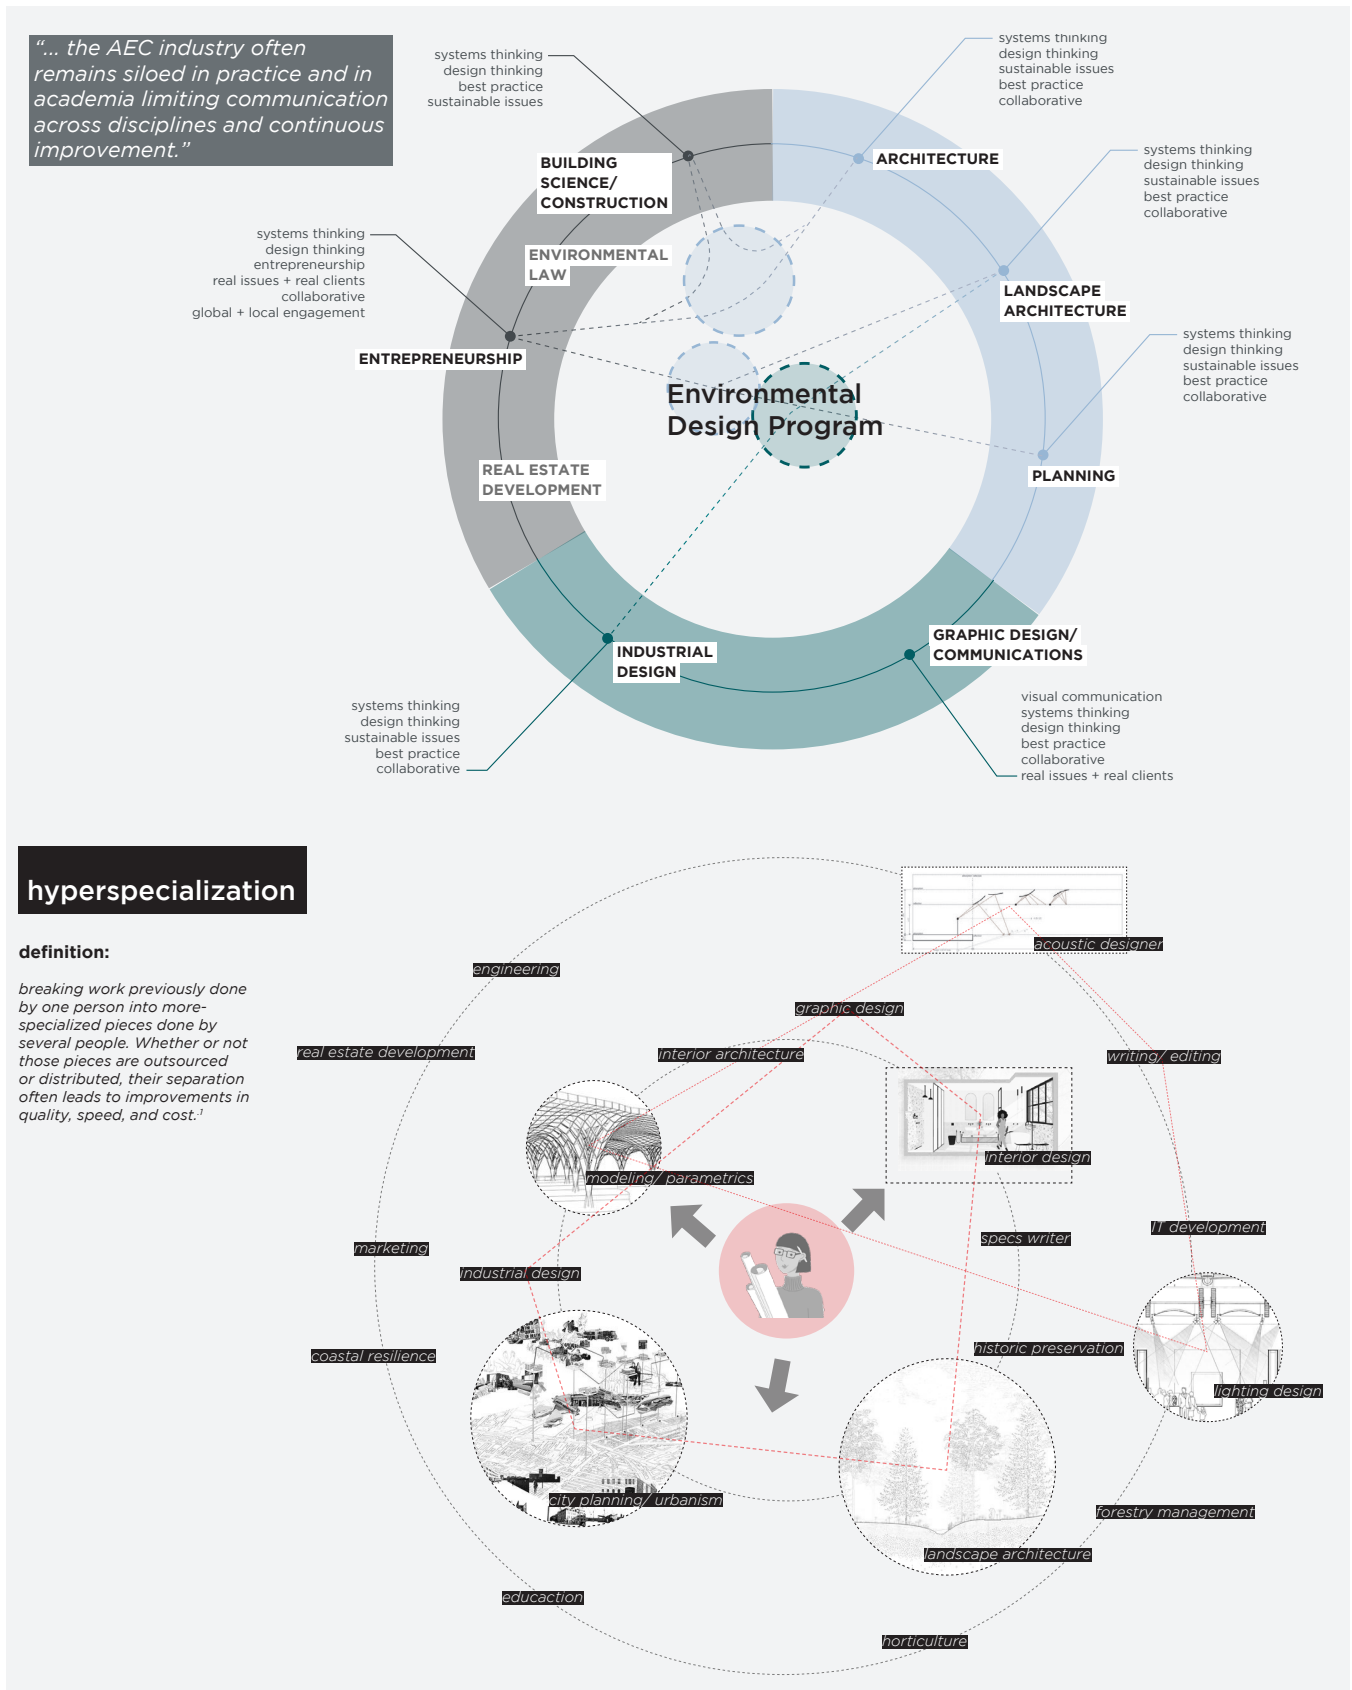 “... the AEC industry often
remains siloed in practice and in
academia limiting communication
across disciplines and continuous
improvement.”
systems thinking
design thinking
best practice
sustainable issues
systems thinking
design thinking
sustainable issues
best practice
collaborative
BUILDING
SCIENCE/
CONSTRUCTION
ARCHITECTURE
systems thinking
design thinking
sustainable issues
best practice
collaborative
systems thinking
design thinking
entrepreneurship
real issues + real clients
collaborative
global + local engagement
ENVIRONMENTAL
LAW
LANDSCAPE
ARCHITECTURE
ENTREPRENEURSHIP
systems thinking
design thinking
sustainable issues
best practice
collaborative
Environmental
Design Program
REAL ESTATE
DEVELOPMENT
PLANNING
INDUSTRIAL
DESIGN
GRAPHIC DESIGN/
COMMUNICATIONS
systems thinking
design thinking
sustainable issues
best practice
collaborative
visual communication
systems thinking
design thinking
best practice
collaborative
real issues + real clients
hyperspecialization
definition:
breaking work previously done
by one person into more-
specialized pieces done by
several people. Whether or not
those pieces are outsourced
or distributed, their separation
often leads to improvements in
quality, speed, and cost.1
acoustic designer
engineering
graphic design
real estate development
interior architecture
writing/ editing
interior design
modeling/ parametrics
IT development
specs writer
marketing
industrial design
historic preservation
coastal resilience
lighting design
city planning/ urbanism
forestry management
landscape architecture
educaction
horticulture